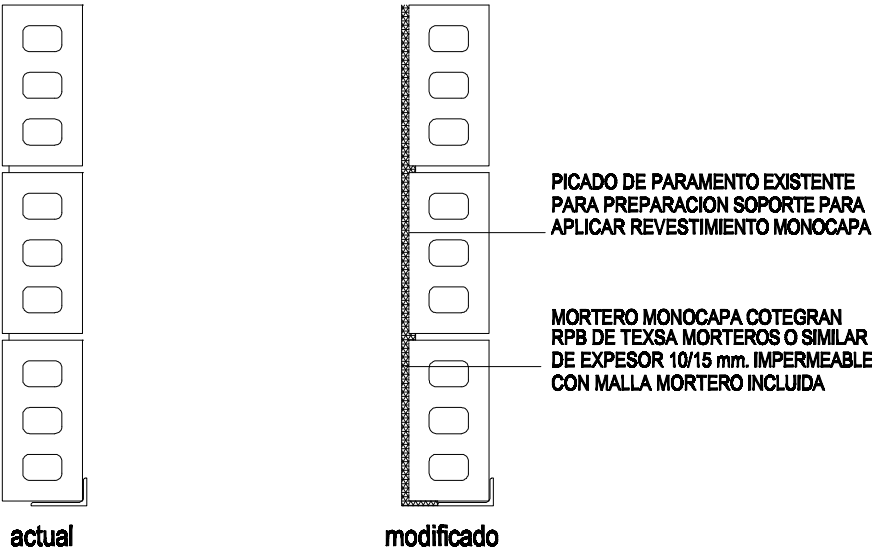 PICADO DE PARAMENTO EXISTENTE
PARA PREPARACION SOPORTE PARA
APLICAR REVESTIMIENTO MONOCAPA
MORTERO MONOCAPA COTEGRAN
RPB DE TEXSA MORTEROS O SIMILAR
DE EXPESOR 10/15 mm. IMPERMEABLE
CON MALLA MORTERO INCLUIDA
actual
modificado